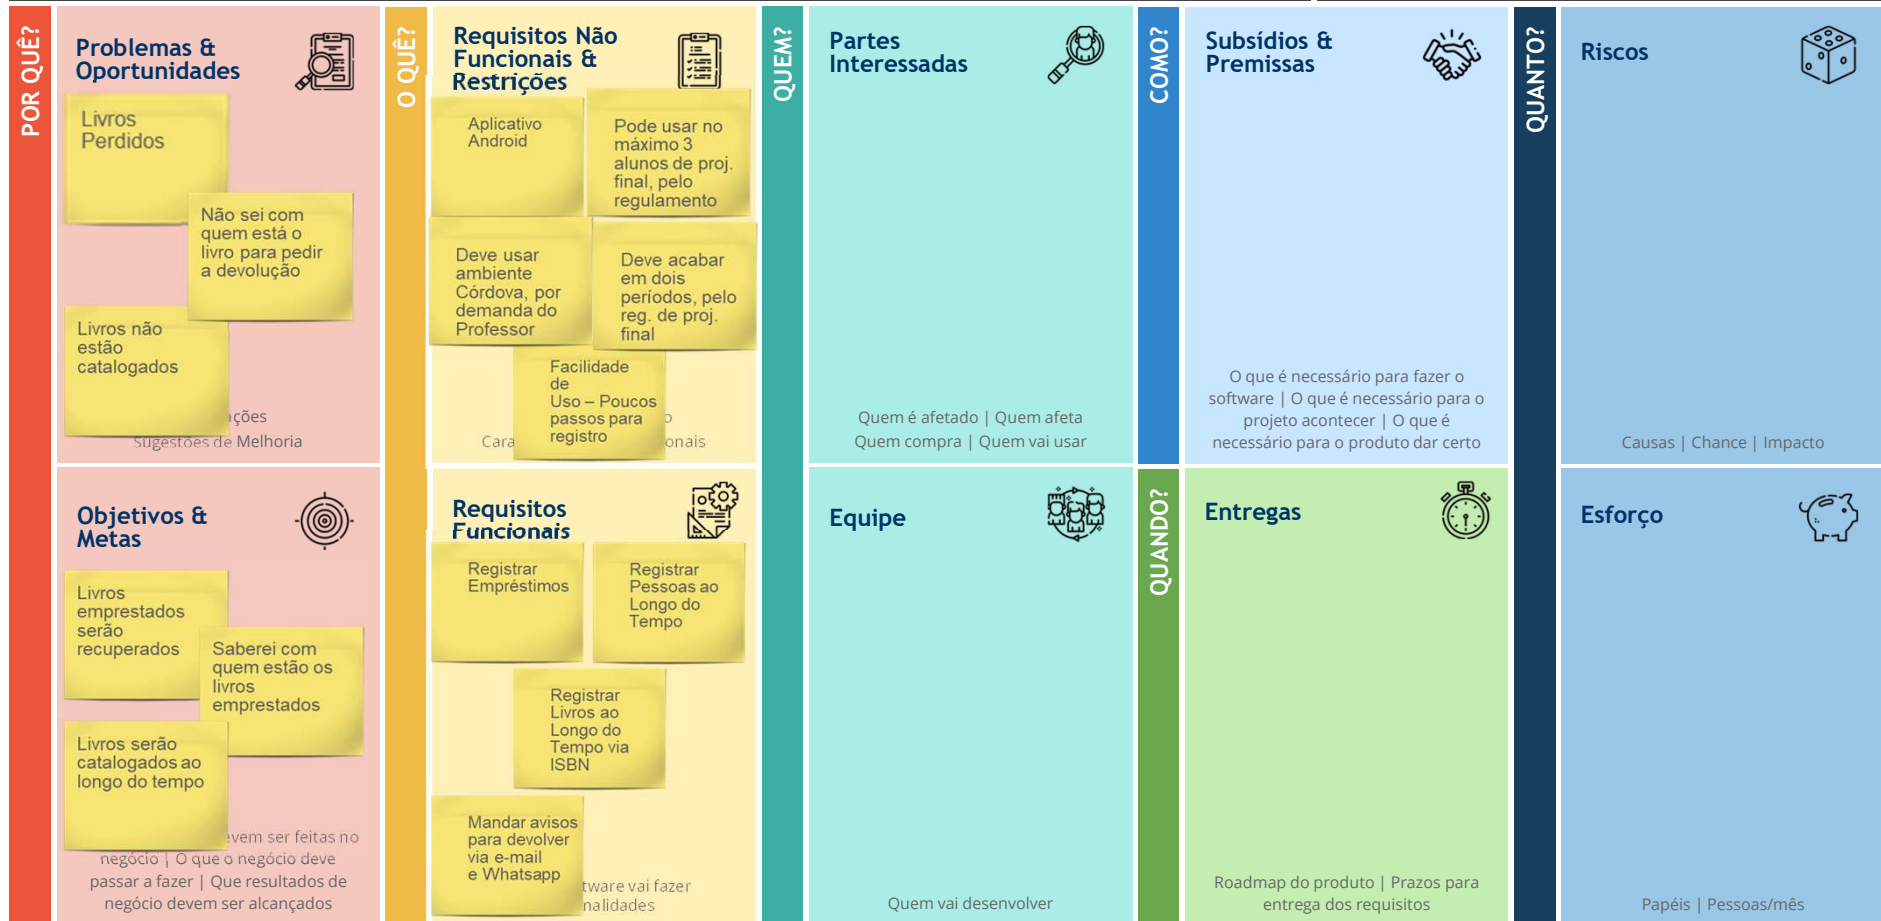 POR QUÊ?
Problemas &
Oportunidades
Livros
Perdidos
Não sei com
quem está o
livro para pedir
a devolução
Livros não
estão
catalogados
Sugestões de Melhoria
Objetivos &
Metas
Livros
emprestados
serão
recuperados
Saberei com
quem estão os
livros
emprestados
Livros serão
catalogados ao
longo do tempo
ser feitas no
negócio | O que o negócio deve
passar a fazer | Que resultados de
negócio devem ser alcançados
O QUÊ?
Requisitos Não
Funcionais &
Restrições
Aplicativo
Android
Pode usar no
máximo 3
alunos de proj.
final, pelo
regulamento
Deve usar
ambiente
Córdova, por
demanda do
Professor
Deve acabar
em dois
períodos, pelo
reg. de proj.
final
Facilidade
de
Uso – Poucos
passos para
registro
Requisitos
Funcionais
Registrar
Empréstimos
Registrar
Pessoas ao
Longo do
Tempo
Registrar
Livros ao
Longo do
Tempo via
ISBN
Mandar avisos
para devolver
via e-mail
e Whatsapp
vai fazer
QUEM?
Partes
Interessadas
Quem é afetado | Quem afeta
Quem compra | Quem vai usar
Equipe
Quem vai desenvolver
COMO?
Subsídios &
Premissas
O que é necessário para fazer o
software | O que é necessário para o
projeto acontecer | O que é
necessário para o produto dar certo
QUANDO?
Entregas
Roadmap do produto | Prazos para
entrega dos requisitos
QUANTO?
Riscos
Causas | Chance | Impacto
Esforço
Papéis | Pessoas/mês